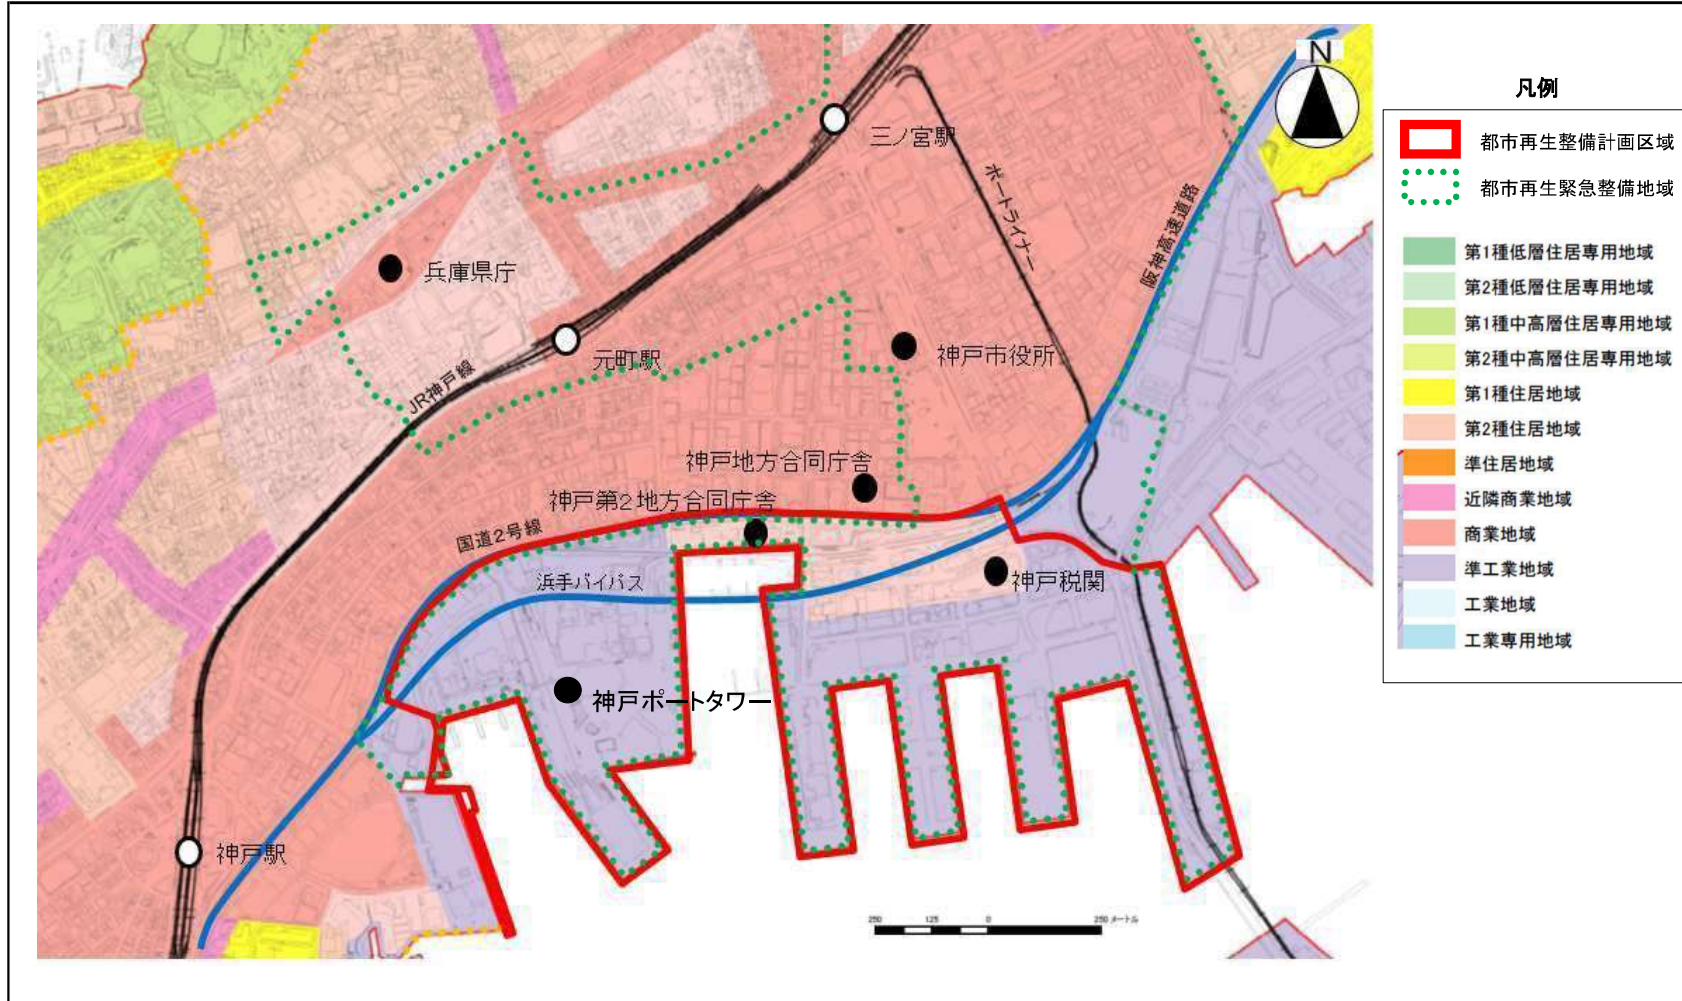 N
三ノ宮駅
ポートライナー
阪神高速道路
兵庫県庁
元町駅
神戸市役所
JR神戸線
神戸地方合同庁舎
神戸第2地方合同庁舎
国道2号線
浜手バイパス
神戸税関
神戸ポートタワー
神戸駅
250 125 0 250 メートル
凡例
都市再生整備計画区域
都市再生緊急整備地域
第1種低層住居専用地域
第2種低層住居専用地域
第1種中高層住居専用地域
第2種中高層住居専用地域
第1種住居地域
第2種住居地域
準住居地域
近隣商業地域
商業地域
準工業地域
工業地域
工業専用地域